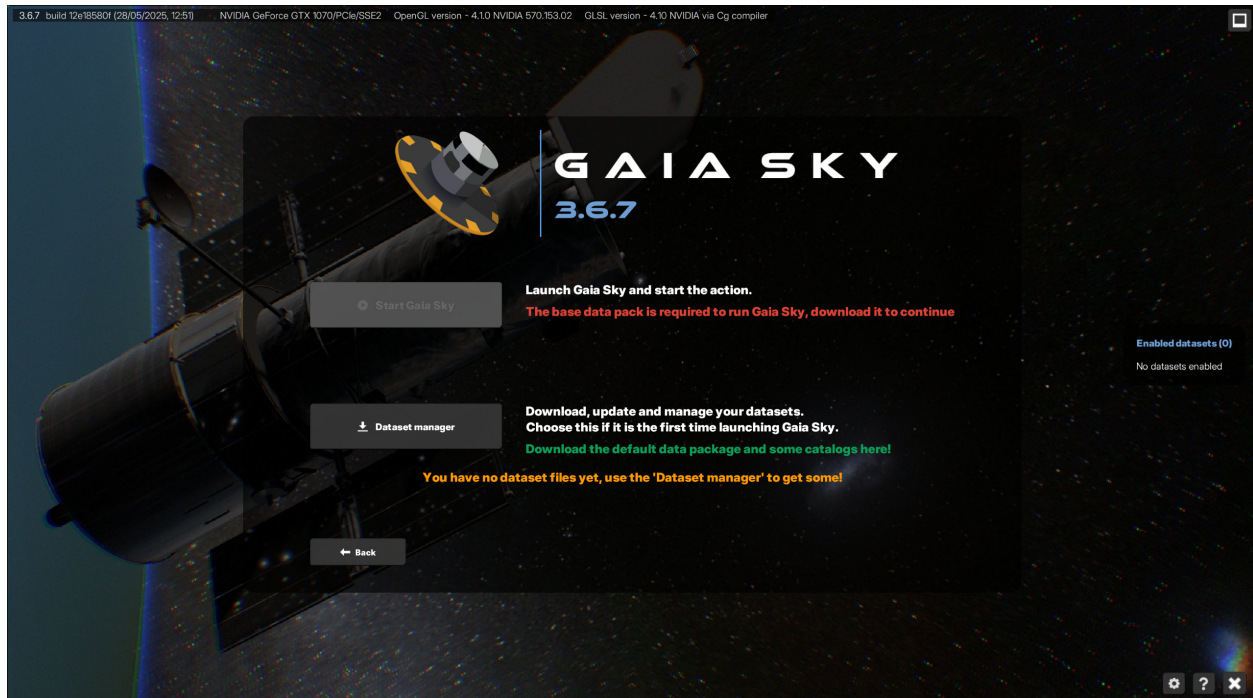 3.6.7 build 12e18580f (28/05/2025, 12:51) NVIDIA GeForce GTX 1070/PCIe/SSE2 OpenGL version - 4.1.0 NVIDIA 570.153.02 GLSL version - 4.10 NVIDIA via Cg compiler
GAIA SKY
3.6.7
Start Gaia Sky
Launch Gaia Sky and start the action.
The base data pack is required to run Gaia Sky, download it to continue
Enabled datasets (0)
No datasets enabled
Dataset manager
Download, update and manage your datasets.
Choose this if it is the first time launching Gaia Sky.
Download the default data package and some catalogs here!
You have no dataset files yet, use the 'Dataset manager' to get some!
Back
?